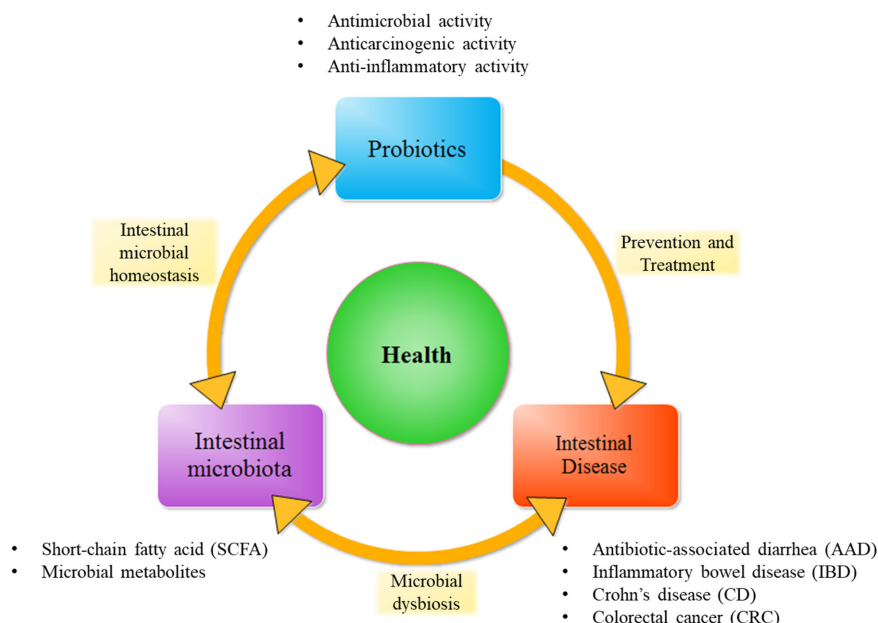 • Antimicrobial activity
• Anticarcinogenic activity
• Anti-inflammatory activity
Probiotics
Intestinal
microbial
homeostasis
Prevention and
Treatment
Health
Intestinal
microbiota
Intestinal
Disease
• Short-chain fatty acid (SCFA)
• Microbial metabolites
Microbial
dysbiosis
• Antibiotic-associated diarrhea (AAD)
• Inflammatory bowel disease (IBD)
• Crohn’s disease (CD)
• Colorectal cancer (CRC)